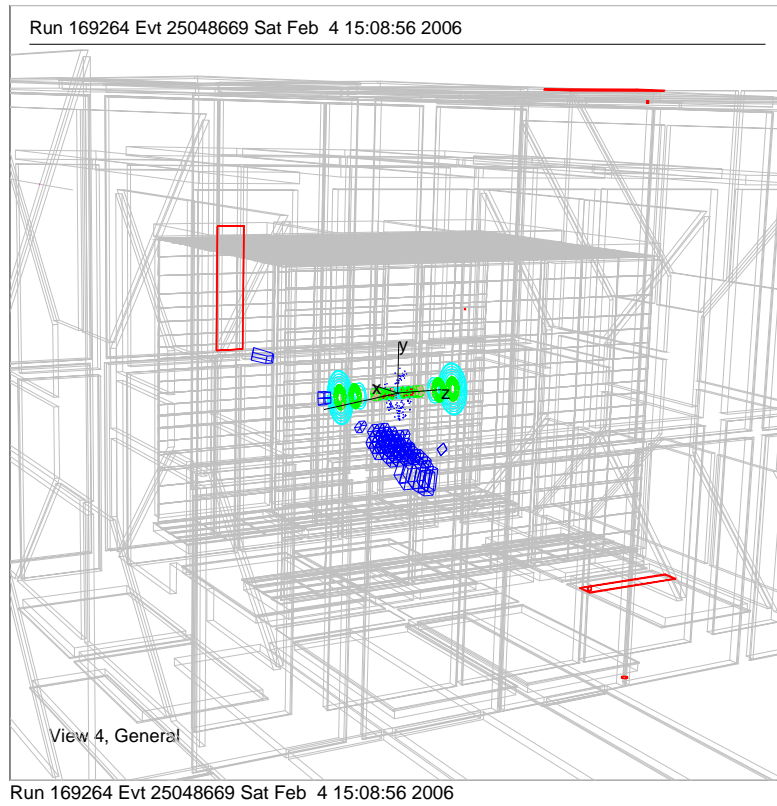 Run 169264 Evt 25048669 Sat Feb  4 15:08:56 2006
y
x
z
View 4, General
Run 169264 Evt 25048669 Sat Feb  4 15:08:56 2006